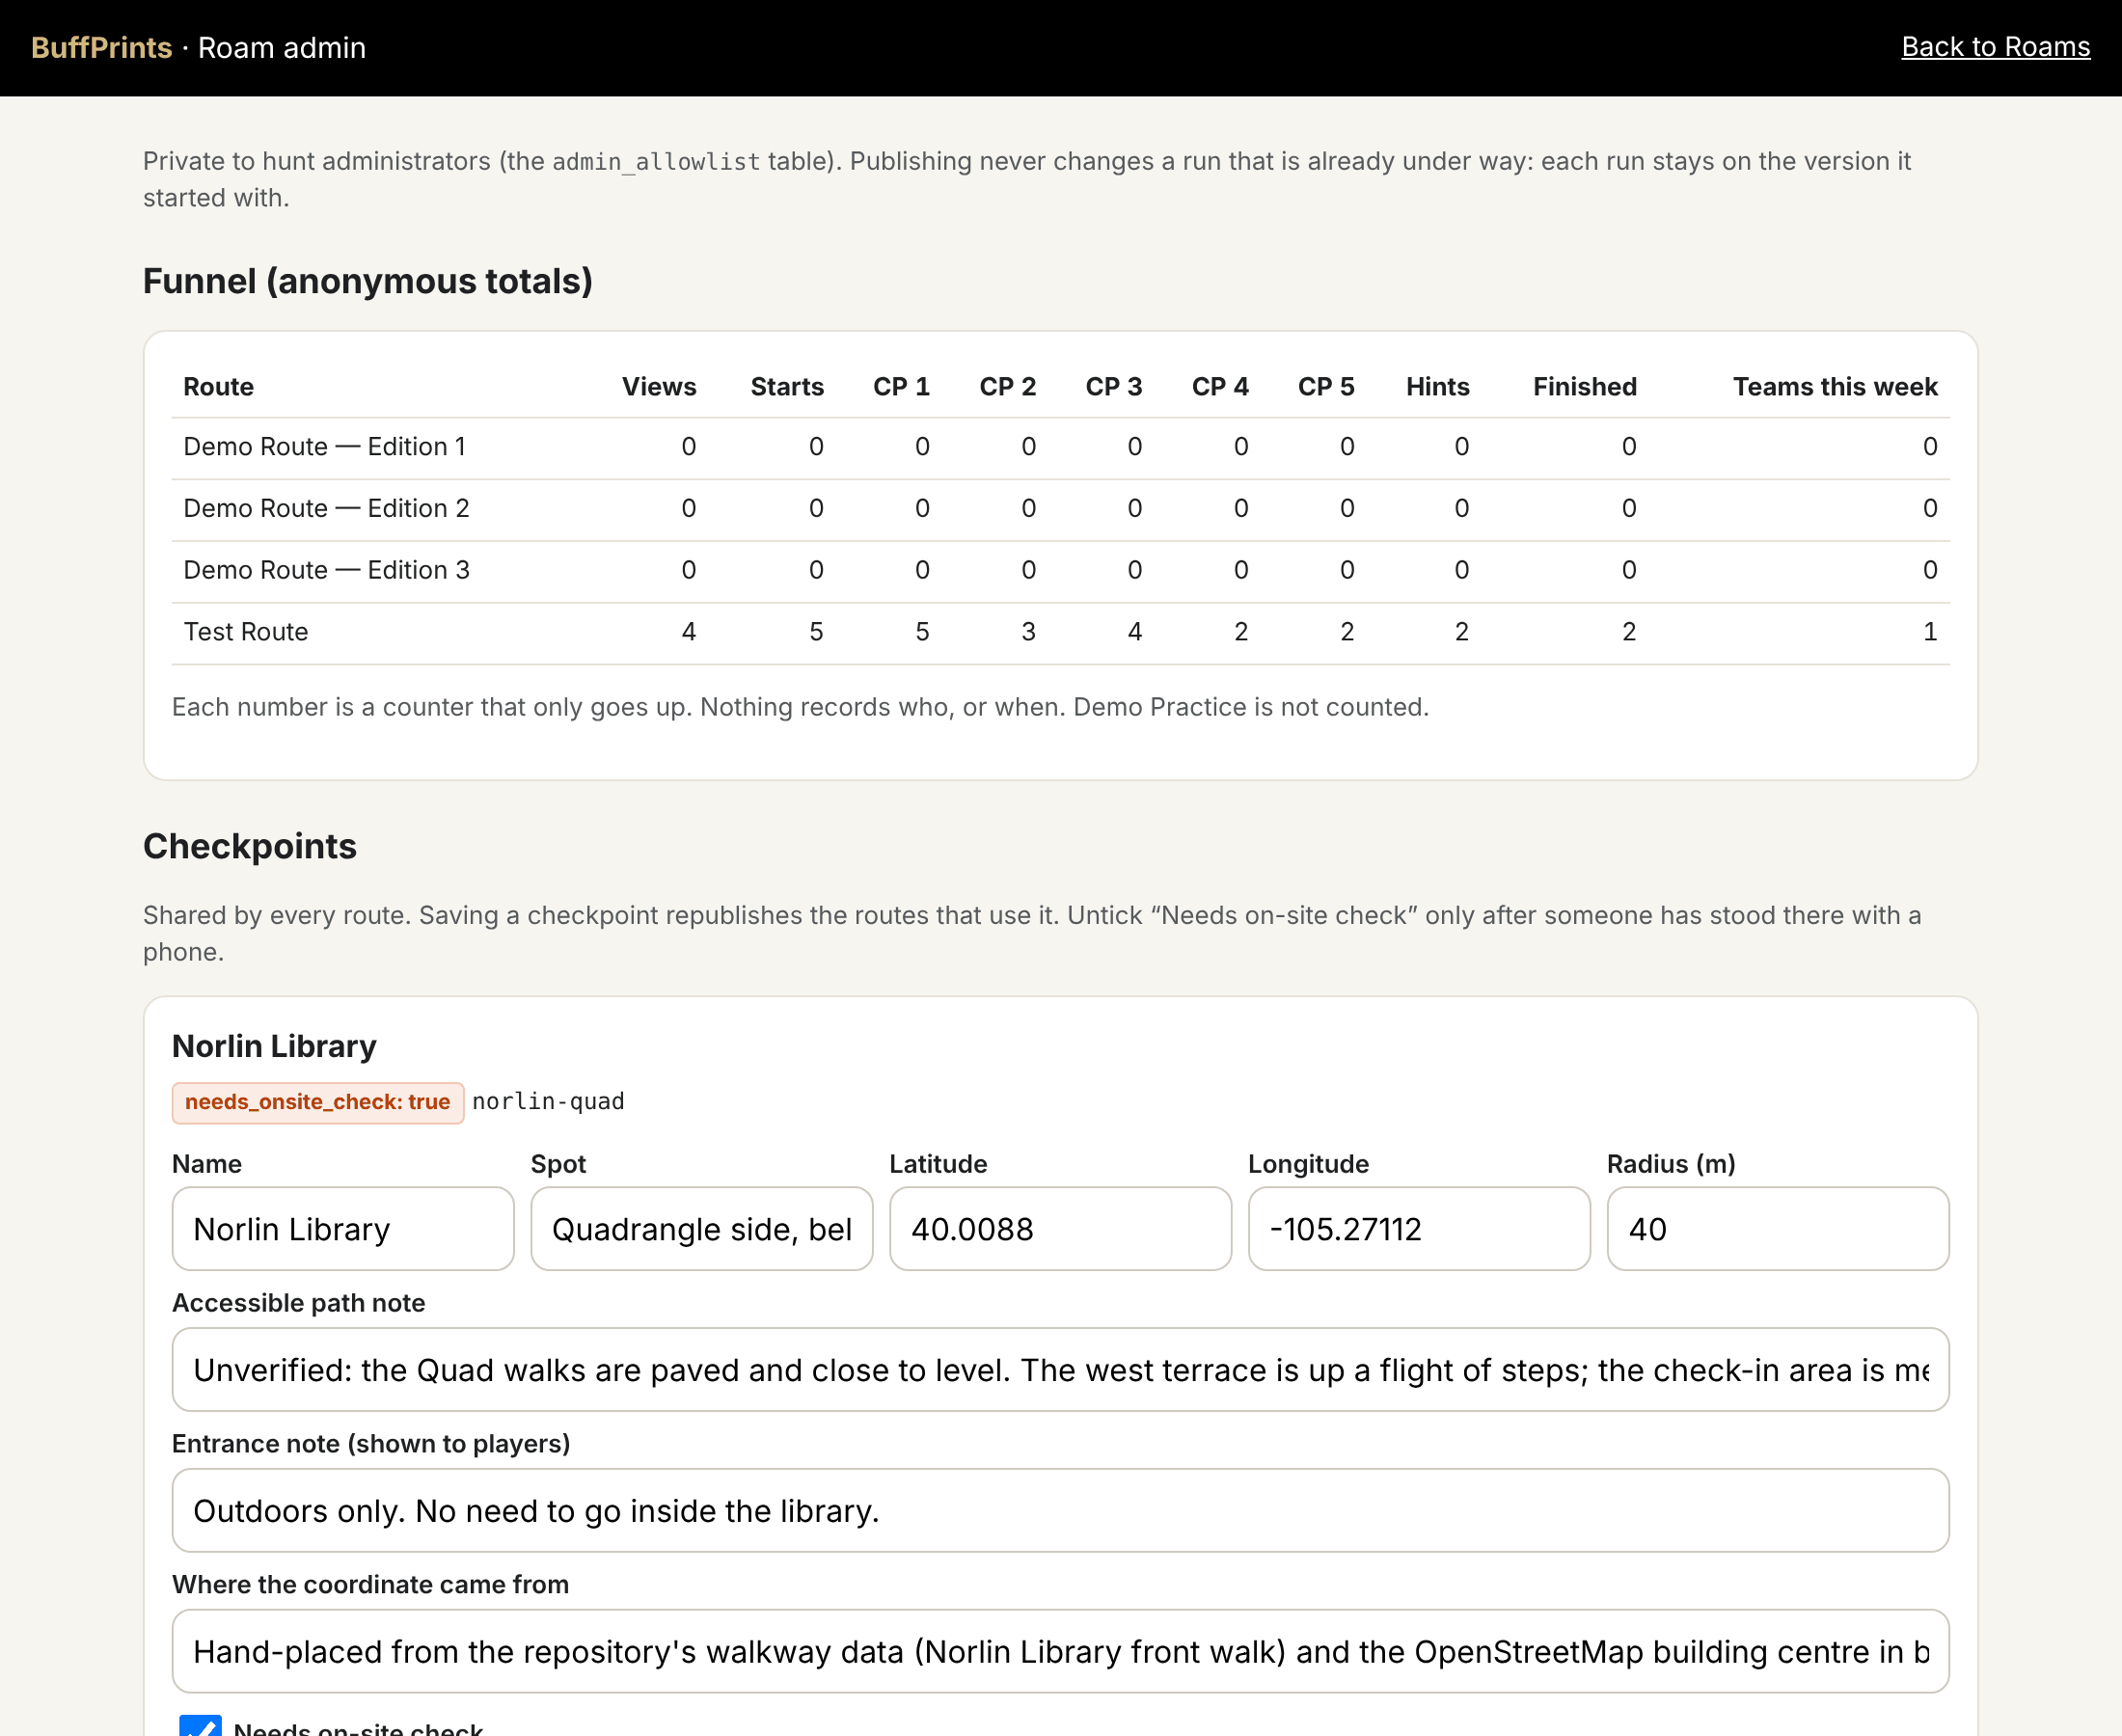 BuffPrints · Roam admin
Back to Roams
Private to hunt administrators (the admin_allowlist table). Publishing never changes a run that is already under way: each run stays on the version it
started with.
Funnel (anonymous totals)
Route Views Starts CP 1 CP 2 CP 3 CP 4 CP 5 Hints Finished Teams this week
Demo Route — Edition 1 0 0 0 0 0 0 0 0 0 0
Demo Route — Edition 2 0 0 0 0 0 0 0 0 0 0
Demo Route — Edition 3 0 0 0 0 0 0 0 0 0 0
Test Route 4 5 5 3 4 2 2 2 2 1
Each number is a counter that only goes up. Nothing records who, or when. Demo Practice is not counted.
Checkpoints
Shared by every route. Saving a checkpoint republishes the routes that use it. Untick “Needs on-site check” only after someone has stood there with a
phone.
Norlin Library
needs_onsite_check: true norlin-quad
Name Spot Latitude Longitude Radius (m)
Norlin Library Quadrangle side, bel 40.0088 -105.27112 40
Accessible path note
Unverified: the Quad walks are paved and close to level. The west terrace is up a flight of steps; the check-in area is me
Entrance note (shown to players)
Outdoors only. No need to go inside the library.
Where the coordinate came from
Hand-placed from the repository's walkway data (Norlin Library front walk) and the OpenStreetMap building centre in b
Needs on-site check